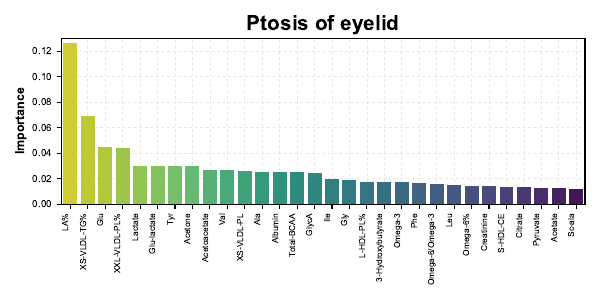 Ptosis of eyelid
Importance
0.12
0.10
0.08
0.06
0.04
0.02
0.00
LA%
XS-VLDL-TG%
Glu
XXL-VLDL-PL%
Lactate
Glu-lactate
Tyr
Acetone
Acetoacetate
Val
XS-VLDL-PL
Ala
Albumin
Total-BCAA
GlycA
Ile
Gly
L-HDL-PL%
3-Hydroxybutyrate
Omega-3
Phe
Omega-6/Omega-3
Leu
Omega-6%
Creatinine
S-HDL-CE
Citrate
Pyruvate
Acetate